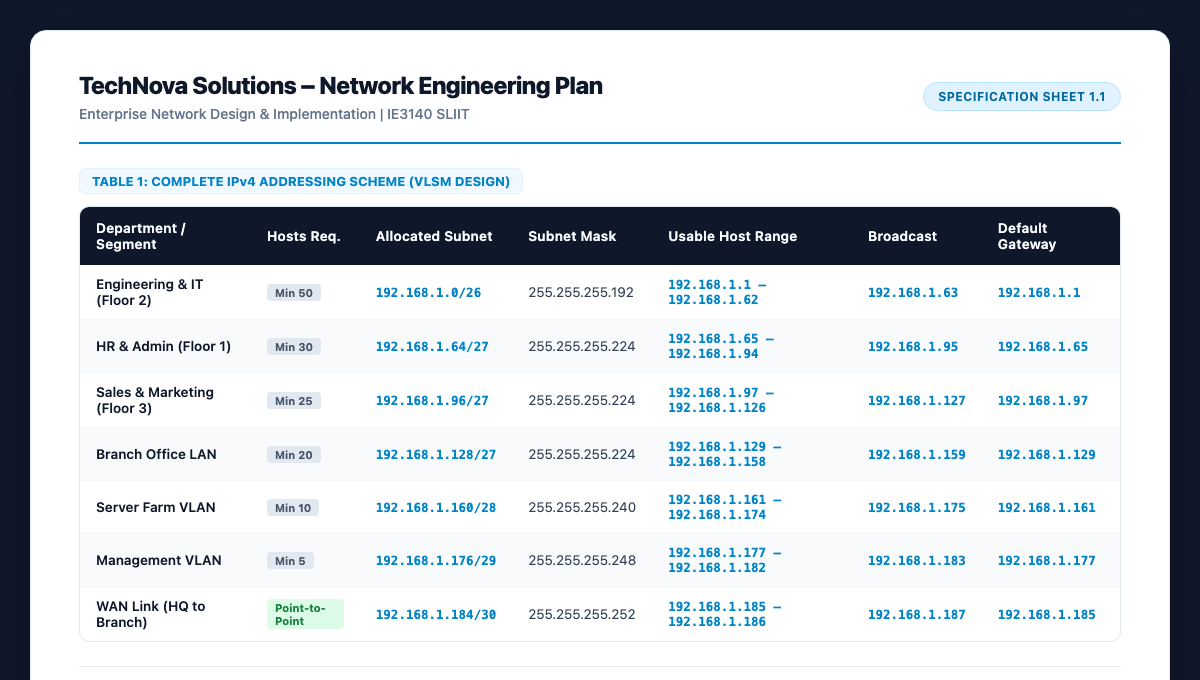 TechNova Solutions – Network Engineering Plan
Enterprise Network Design & Implementation | IE3140 SLIIT
SPECIFICATION SHEET 1.1
TABLE 1: COMPLETE IPv4 ADDRESSING SCHEME (VLSM DESIGN)
Department / Segment Hosts Req. Allocated Subnet Subnet Mask Usable Host Range Broadcast Default Gateway
Engineering & IT (Floor 2) Min 50 192.168.1.0/26 255.255.255.192 192.168.1.1 – 192.168.1.62 192.168.1.63 192.168.1.1
HR & Admin (Floor 1) Min 30 192.168.1.64/27 255.255.255.224 192.168.1.65 – 192.168.1.94 192.168.1.95 192.168.1.65
Sales & Marketing (Floor 3) Min 25 192.168.1.96/27 255.255.255.224 192.168.1.97 – 192.168.1.126 192.168.1.127 192.168.1.97
Branch Office LAN Min 20 192.168.1.128/27 255.255.255.224 192.168.1.129 – 192.168.1.158 192.168.1.159 192.168.1.129
Server Farm VLAN Min 10 192.168.1.160/28 255.255.255.240 192.168.1.161 – 192.168.1.174 192.168.1.175 192.168.1.161
Management VLAN Min 5 192.168.1.176/29 255.255.255.248 192.168.1.177 – 192.168.1.182 192.168.1.183 192.168.1.177
WAN Link (HQ to Branch) Point-to-Point 192.168.1.184/30 255.255.255.252 192.168.1.185 – 192.168.1.186 192.168.1.187 192.168.1.185